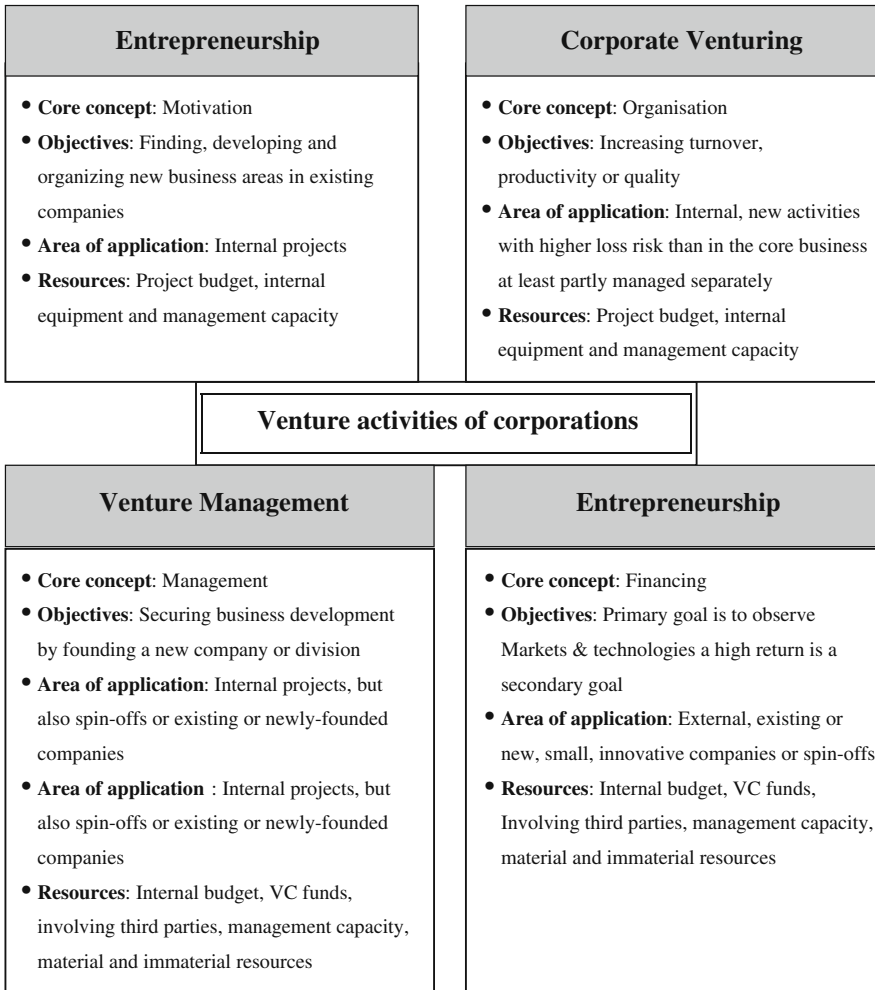 Entrepreneurship
• Core concept: Motivation
• Objectives: Finding, developing and
organizing new business areas in existing
companies
• Area of application: Internal projects
• Resources: Project budget, internal
equipment and management capacity
Corporate Venturing
• Core concept: Organisation
• Objectives: Increasing turnover,
productivity or quality
• Area of application: Internal, new activities
with higher loss risk than in the core business
at least partly managed separately
• Resources: Project budget, internal
equipment and management capacity
Venture activities of corporations
Venture Management
• Core concept: Management
• Objectives: Securing business development
by founding a new company or division
• Area of application: Internal projects, but
also spin-offs or existing or newly-founded
companies
• Area of application : Internal projects, but
also spin-offs or existing or newly-founded
companies
• Resources: Internal budget, VC funds,
involving third parties, management capacity,
material and immaterial resources
Entrepreneurship
• Core concept: Financing
• Objectives: Primary goal is to observe
Markets & technologies a high return is a
secondary goal
• Area of application: External, existing or
new, small, innovative companies or spin-offs
• Resources: Internal budget, VC funds,
Involving third parties, management capacity,
material and immaterial resources